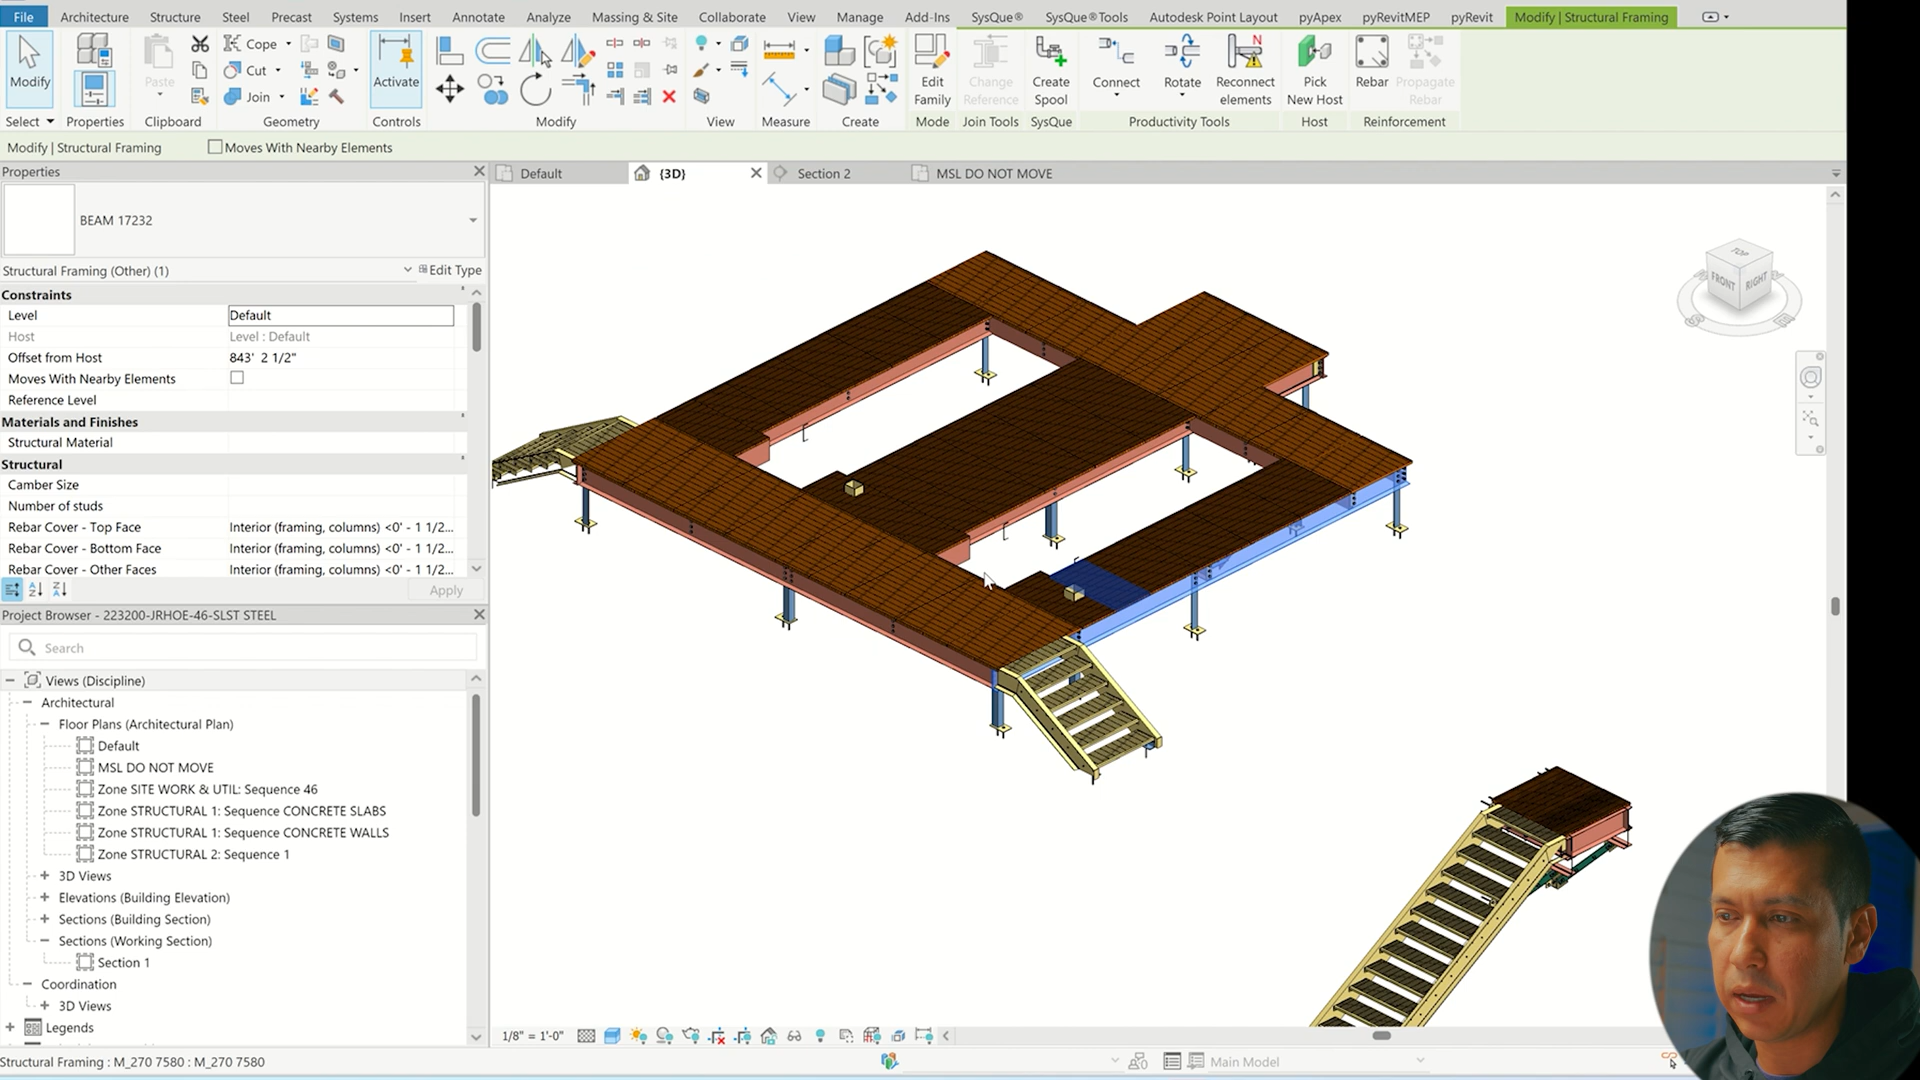 File Architecture Structure Steel Precast Systems Insert Annotate Analyze Massing & Site Collaborate View Manage Add-Ins SysQue® SysQue® Tools Autodesk Point Layout pyApex pyRevitMEP pyRevit Modify | Structural Framing
Modify Paste Cope Cut Join Activate Edit Family Change Reference Create Spool Connect Rotate Reconnect elements Pick New Host Rebar Propagate Rebar
Select Properties Clipboard Geometry Controls Modify View Measure Create Mode Join Tools SysQue Productivity Tools Host Reinforcement
Modify | Structural Framing Moves With Nearby Elements
Properties
Default {3D} Section 2 MSL DO NOT MOVE
BEAM 17232
Structural Framing (Other) (1) Edit Type
Constraints
Level Default
Host Level : Default
Offset from Host 843' 2 1/2"
Moves With Nearby Elements
Reference Level
Materials and Finishes
Structural Material
Structural
Camber Size
Number of studs
Rebar Cover - Top Face Interior (framing, columns) <0' - 1 1/2...
Rebar Cover - Bottom Face Interior (framing, columns) <0' - 1 1/2...
Rebar Cover - Other Faces Interior (framing, columns) <0' - 1 1/2...
Apply
Project Browser - 223200-JRHOE-46-SLST STEEL
Search
Views (Discipline)
Architectural
Floor Plans (Architectural Plan)
Default
MSL DO NOT MOVE
Zone SITE WORK & UTIL: Sequence 46
Zone STRUCTURAL 1: Sequence CONCRETE SLABS
Zone STRUCTURAL 1: Sequence CONCRETE WALLS
Zone STRUCTURAL 2: Sequence 1
3D Views
Elevations (Building Elevation)
Sections (Building Section)
Sections (Working Section)
Section 1
Coordination
3D Views
Legends
TOP
FRONT RIGHT
1/8" = 1'-0"
Structural Framing : M_270 7580 : M_270 7580
Main Model